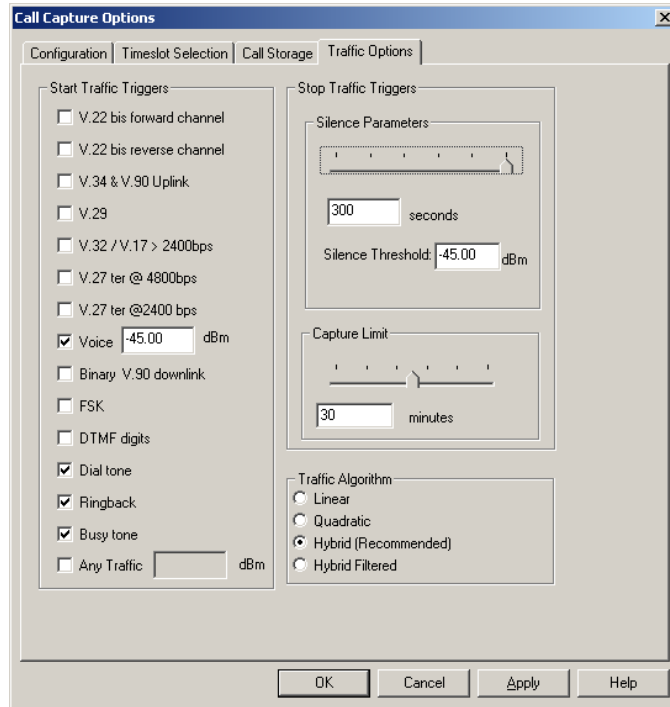 Call Capture Options
Configuration
Timeslot Selection
Call Storage
Traffic Options
Start Traffic Triggers
V.22 bis forward channel
V.22 bis reverse channel
V.34 & V.90 Uplink
V.29
V.32 / V.17 > 2400bps
V.27 ter @ 4800bps
V.27 ter @2400 bps
Voice -45.00 dBm
Binary V.90 downlink
FSK
DTMF digits
Dial tone
Ringback
Busy tone
Any Traffic dBm
Stop Traffic Triggers
Silence Parameters
300 seconds
Silence Threshold: -45.00 dBm
Capture Limit
30 minutes
Traffic Algorithm
Linear
Quadratic
Hybrid (Recommended)
Hybrid Filtered
OK
Cancel
Apply
Help